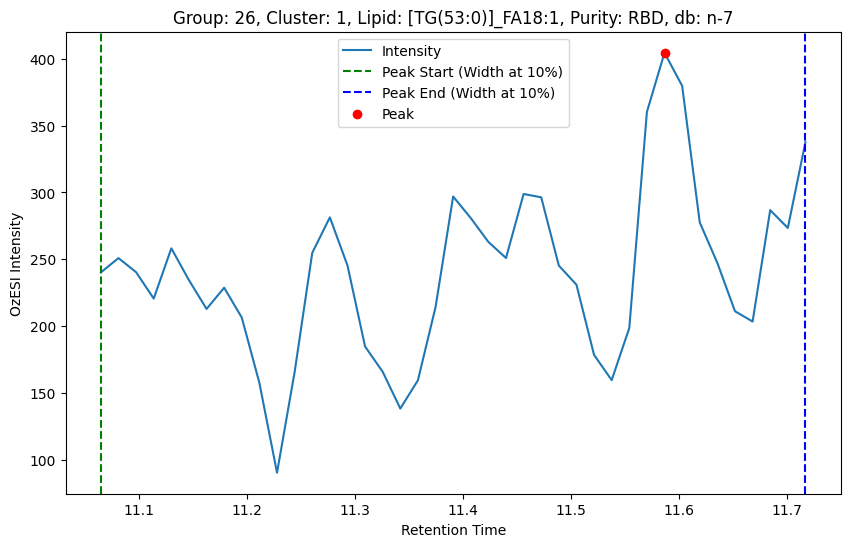 Group: 26, Cluster: 1, Lipid: [TG(53:0)]_FA18:1, Purity: RBD, db: n-7
Intensity
Peak Start (Width at 10%)
Peak End (Width at 10%)
Peak
OzESI Intensity
400
350
300
250
200
150
100
11.1 11.2 11.3 11.4 11.5 11.6 11.7
Retention Time